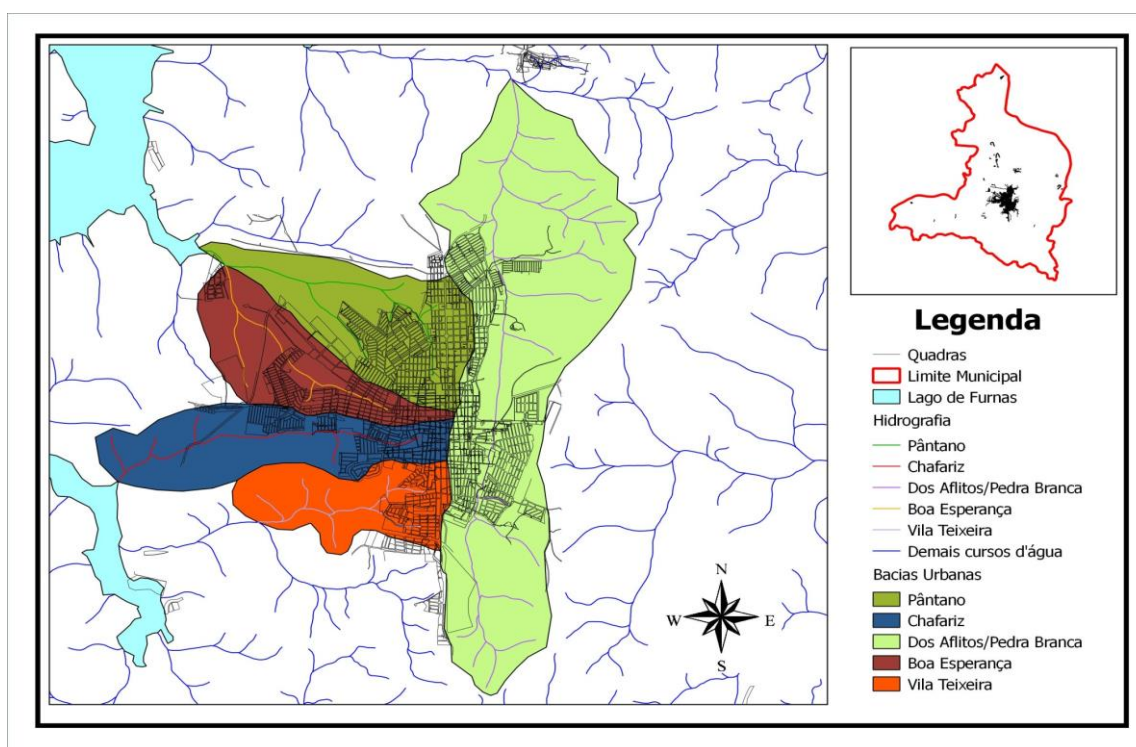 Legenda
Quadras
Limite Municipal
Lago de Furnas
Hidrografia
Pântano
Chafariz
Dos Aflitos/Pedra Branca
Boa Esperança
Vila Teixeira
Demais cursos d'água
Bacias Urbanas
Pântano
Chafariz
Dos Aflitos/Pedra Branca
Boa Esperança
Vila Teixeira
N
W E
S